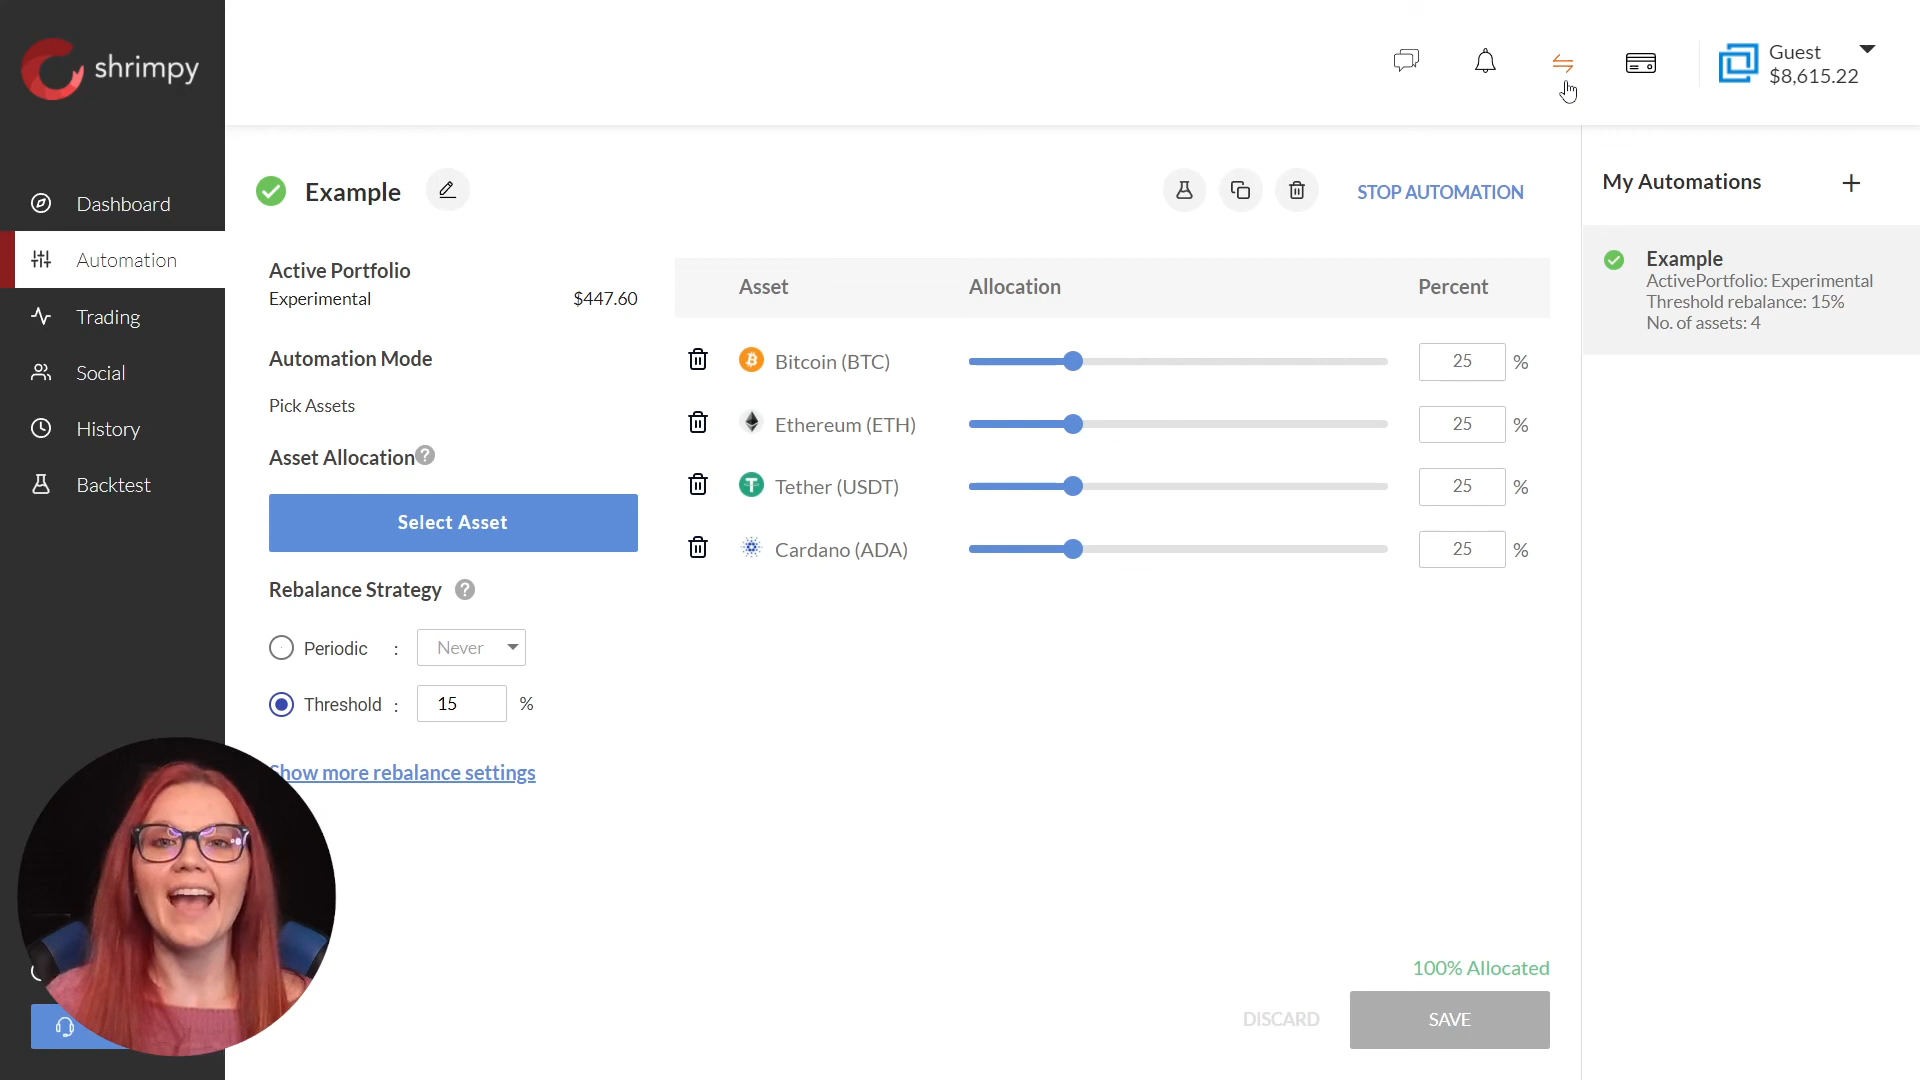 shrimpy
Guest
$8,615.22
Dashboard
Automation
Trading
Social
History
Backtest
Example
STOP AUTOMATION
Active Portfolio
Experimental $447.60
Automation Mode
Pick Assets
Asset Allocation ?
Select Asset
Rebalance Strategy ?
Periodic : Never
Threshold : 15 %
Show more rebalance settings
Asset Allocation Percent
Bitcoin (BTC) 25 %
Ethereum (ETH) 25 %
Tether (USDT) 25 %
Cardano (ADA) 25 %
100% Allocated
DISCARD SAVE
My Automations +
Example
ActivePortfolio: Experimental
Threshold rebalance: 15%
No. of assets: 4